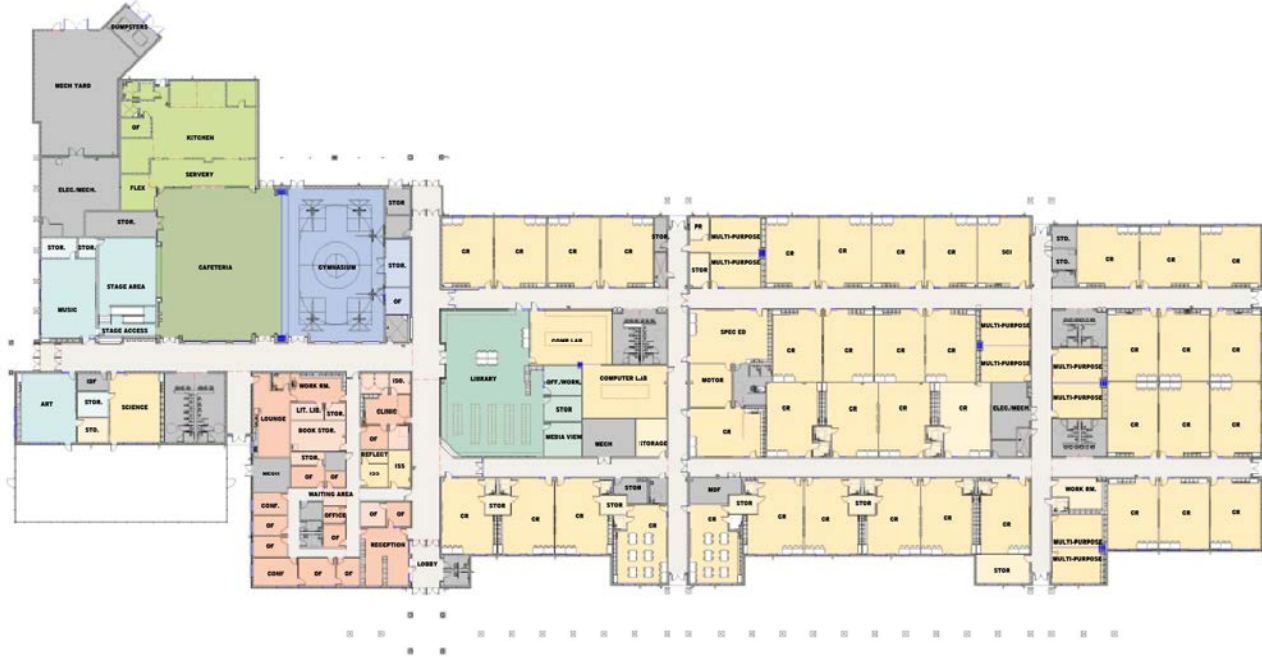 DUMPSTERS
MECH YARD
OF
KITCHEN
SERVERY
FLEX
ELEC./MECH.
STOR.
STOR.
STOR.
STAGE AREA
MUSIC
STAGE ACCESS
CAFETERIA
GYMNASIUM
STOR
STOR.
OF
CR
CR
CR
CR
STOR.
PR
MULTI-PURPOSE
MULTI-PURPOSE
STOR
CR
CR
CR
CR
SCI
STO.
STO.
CR
CR
CR
ART
IDF
STOR.
STO.
SCIENCE
LOUNGE
WORK RM.
LIT. LIB.
STOR.
BOOK STOR.
STOR.
ISO.
CLINIC
OF
REFLECT
ISS
OF
OF
WAITING AREA
CONF.
OF
OF
CONF
OF
OF
OFFICE
OF
OF
OF
RECEPTION
LOBBY
LIBRARY
COMP LAB
COMPUTER LAB
OFF./WORK.
STOR
MEDIA VIEW
MECH
STORAGE
SPEC ED
MOTOR
CR
CR
CR
CR
CR
MULTI-PURPOSE
MULTI-PURPOSE
CR
CR
CR
CR
ELEC./MECH.
MULTI-PURPOSE
MULTI-PURPOSE
CR
CR
CR
CR
CR
CR
CR
CR
CR
STOR
STOR
STOR
CR
MDF
STOR
CR
CR
CR
STOR
CR
CR
CR
STOR
WORK RM.
MULTI-PURPOSE
MULTI-PURPOSE
CR
CR
CR